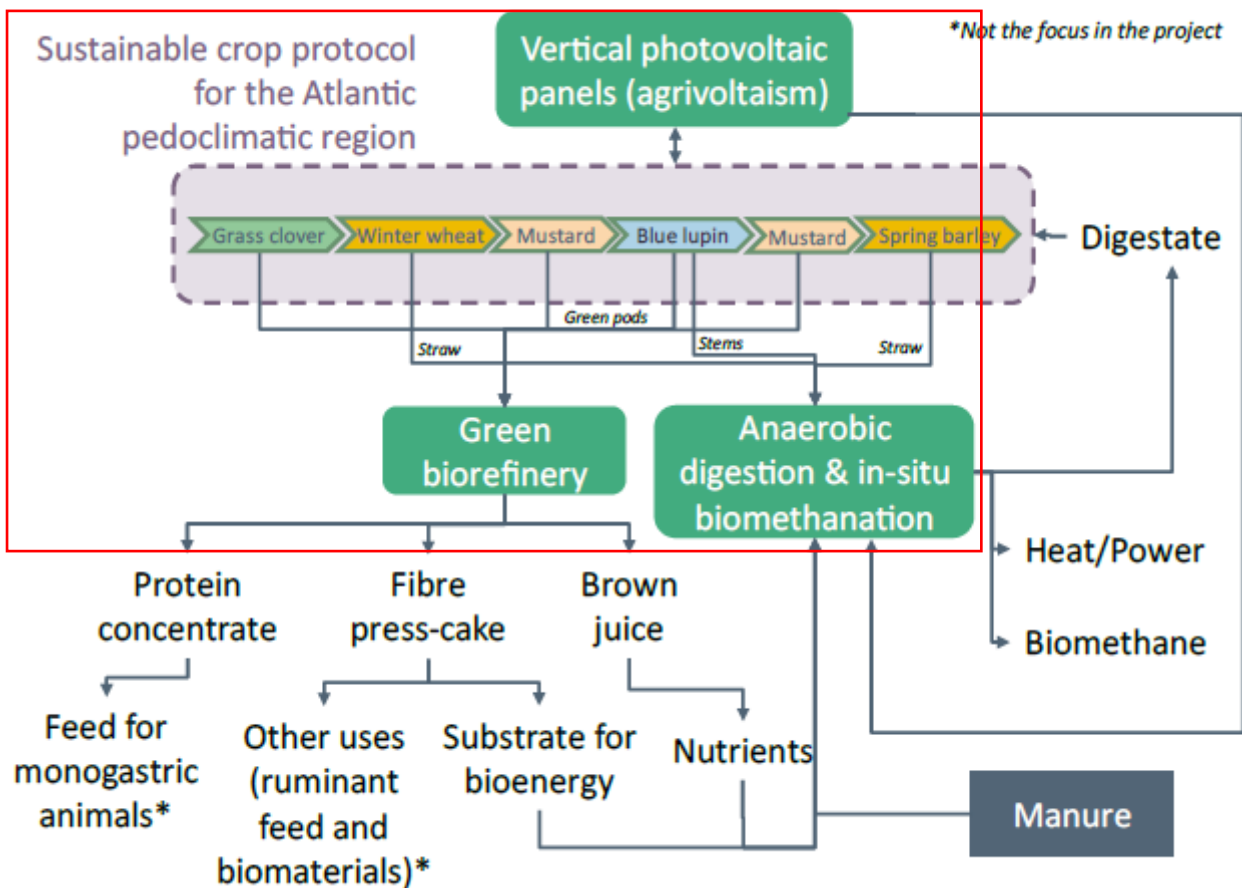 *Not the focus in the project
Sustainable crop protocol
for the Atlantic
pedoclimatic region
Vertical photovoltaic
panels (agrivoltaism)
Grass clover
Winter wheat
Mustard
Blue lupin
Mustard
Spring barley
Digestate
Green pods
Straw
Stems
Straw
Green
biorefinery
Anaerobic
digestion & in-situ
biomethanation
Heat/Power
Biomethane
Protein
concentrate
Fibre
press-cake
Brown
juice
Feed for
monogastric
animals*
Other uses
(ruminant
feed and
biomaterials)*
Substrate for
bioenergy
Nutrients
Manure